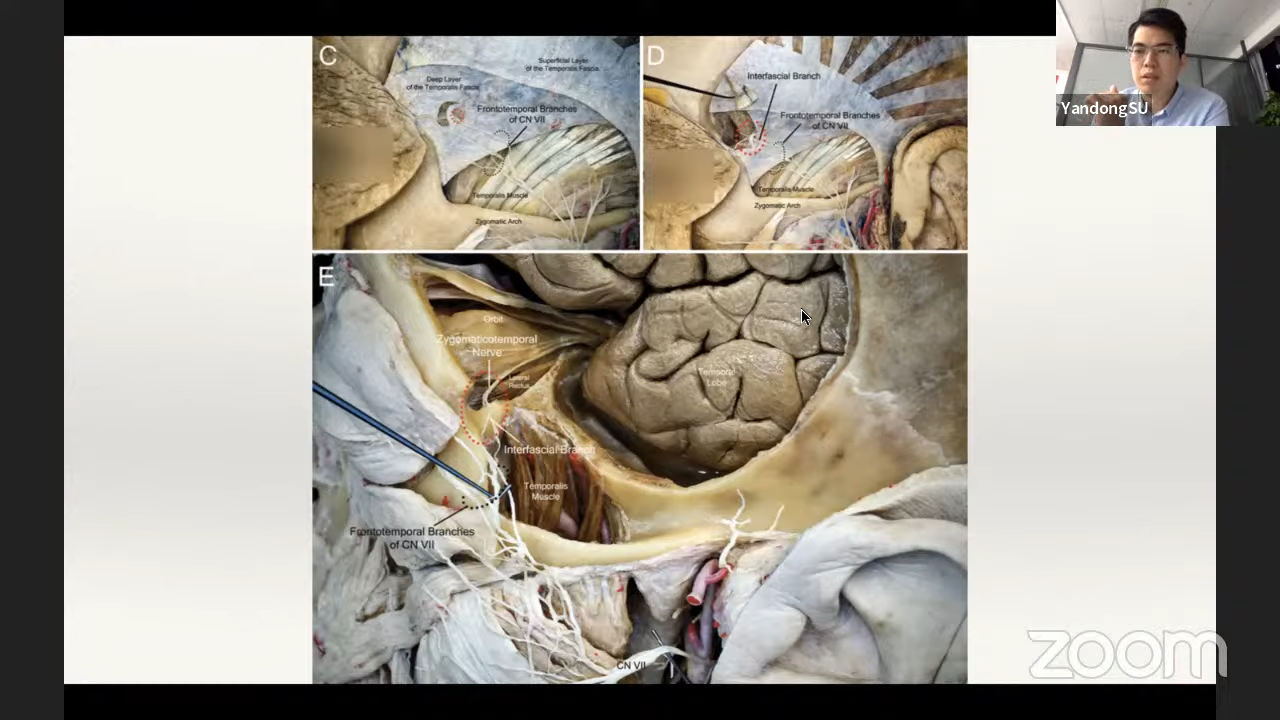 C
Superficial Layer
of the Temporalis Fascia
Deep Layer
of the Temporalis Fascia
Frontotemporal Branches
of CN VII
Temporalis Muscle
Zygomatic Arch
D
Interfascial Branch
Frontotemporal Branches
of CN VII
Temporalis Muscle
Zygomatic Arch
YandongSU
E
Orbit
Zygomaticotemporal
Nerve
Lateral
Rectus
Temporal
Lobe
Interfascial Branch
Temporalis
Muscle
Frontotemporal Branches
of CN VII
CN VII
zoom